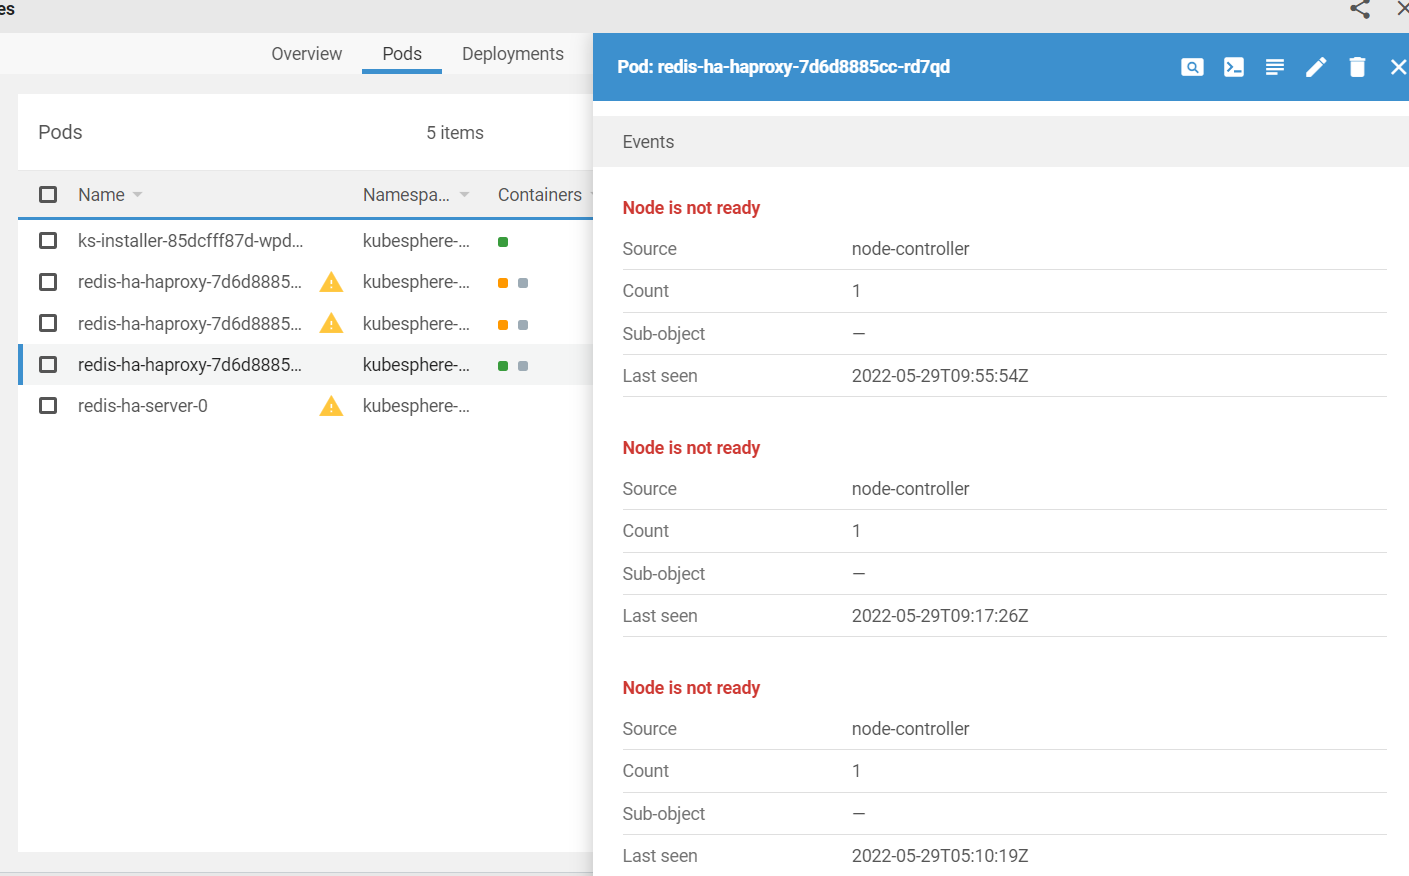 es
Overview Pods Deployments
Pods 5 items
Name Namespa... Containers
ks-installer-85dcfff87d-wpd... kubesphere-...
redis-ha-haproxy-7d6d8885... kubesphere-...
redis-ha-haproxy-7d6d8885... kubesphere-...
redis-ha-haproxy-7d6d8885... kubesphere-...
redis-ha-server-0 kubesphere-...
Pod: redis-ha-haproxy-7d6d8885cc-rd7qd
Events
Node is not ready
Source node-controller
Count 1
Sub-object —
Last seen 2022-05-29T09:55:54Z
Node is not ready
Source node-controller
Count 1
Sub-object —
Last seen 2022-05-29T09:17:26Z
Node is not ready
Source node-controller
Count 1
Sub-object —
Last seen 2022-05-29T05:10:19Z